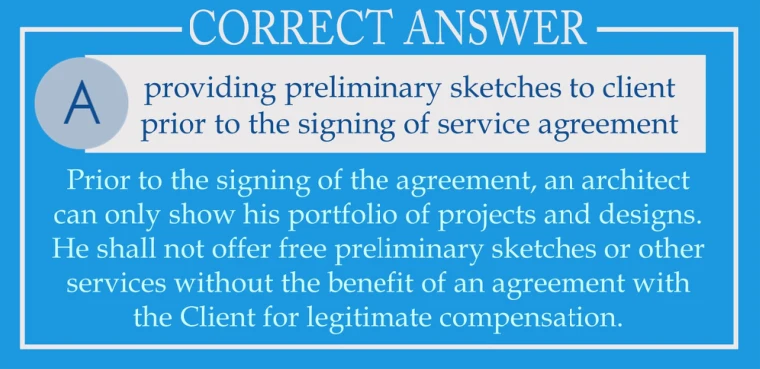 CORRECT ANSWER
A
providing preliminary sketches to client
prior to the signing of service agreement
Prior to the signing of the agreement, an architect
can only show his portfolio of projects and designs.
He shall not offer free preliminary sketches or other
services without the benefit of an agreement with
the Client for legitimate compensation.